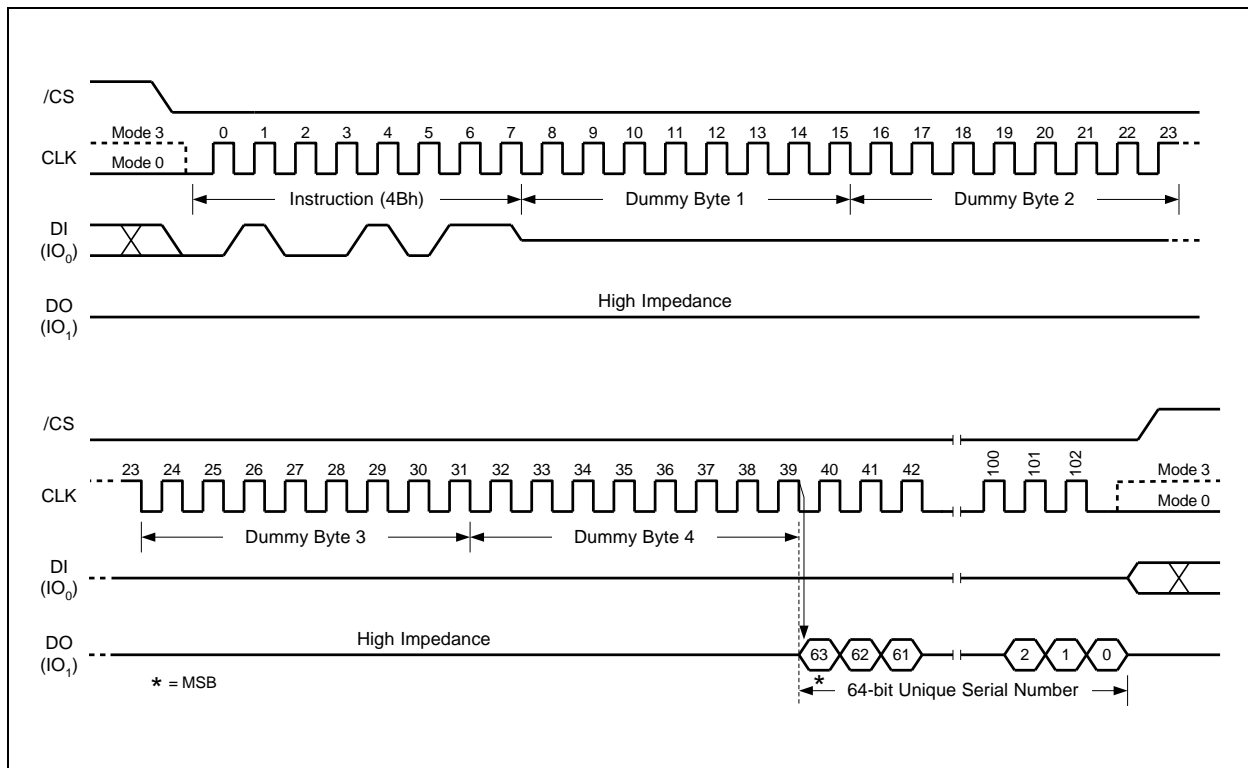 /CS
Mode 3 0 1 2 3 4 5 6 7 8 9 10 11 12 13 14 15 16 17 18 19 20 21 22 23
CLK Mode 0
Instruction (4Bh) Dummy Byte 1 Dummy Byte 2
DI
(IO0)
High Impedance
DO
(IO1)
/CS
23 24 25 26 27 28 29 30 31 32 33 34 35 36 37 38 39 40 41 42 100 101 102 Mode 3
CLK Mode 0
Dummy Byte 3 Dummy Byte 4
DI
(IO0)
DO
(IO1)
High Impedance 63 62 61 2 1 0
* = MSB * 64-bit Unique Serial Number